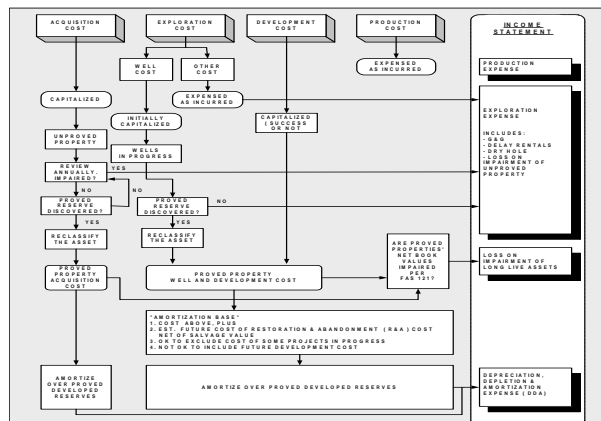 ACQUISITION
COST
EXPLORATION
COST
DEVELOPMENT
COST
PRODUCTION
COST
INCOME
STATEMENT
WELL
COST
OTHER
COST
EXPENSED
AS INCURRED
PRODUCTION
EXPENSE
CAPITALIZED
EXPENSED
AS INCURRED
INITIALLY
CAPITALIZED
CAPITALIZED
(SUCCESS
OR NOT
EXPLORATION
EXPENSE
INCLUDES:
- G&G
- DELAY RENTALS
- DRY HOLE
- LOSS ON
IMPAIRMENT OF
UNPROVED
PROPERTY
UNPROVED
PROPERTY
WELLS
IN PROGRESS
REVIEW
ANNUALLY.
IMPAIRED?
YES
NO
NO
PROVED
RESERVE
DISCOVERED?
PROVED
RESERVE
DISCOVERED?
NO
YES
YES
RECLASSIFY
THE ASSET
RECLASSIFY
THE ASSET
ARE PROVED
PROPERTIES'
NET BOOK
VALUES
IMPAIRED
PER
FAS 121?
LOSS ON
IMPAIRMENT OF
LONG LIVE ASSETS
PROVED
PROPERTY
ACQUISITION
COST
PROVED PROPERTY
WELL AND DEVELOPMENT COST
"AMORTIZATION BASE"
1. COST ABOVE, PLUS
2. EST. FUTURE COST OF RESTORATION & ABANDONMENT (R&A) COST
NET OF SALVAGE VALUE
3. OK TO EXCLUDE COST OF SOME PROJECTS IN PROGRESS
4. NOT OK TO INCLUDE FUTURE DEVELOPMENT COST
AMORTIZE
OVER PROVED
DEVELOPED
RESERVES
AMORTIZE OVER PROVED DEVELOPED RESERVES
DEPRECIATION,
DEPLETION &
AMORTIZATION
EXPENSE (DDA)